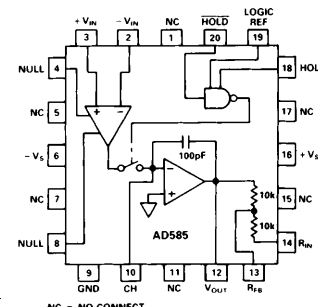 + VIN - VIN NC HOLD LOGIC REF
3 2 1 20 19
NULL 4
18 HOL
NC 5
17 NC
- VS 6
16 + VS
100pF
NC 7
15 NC
10k
10k
NULL 8
14 RIN
AD585
9 10 11 12 13
GND CH NC VOUT RFB
NC = NO CONNECT